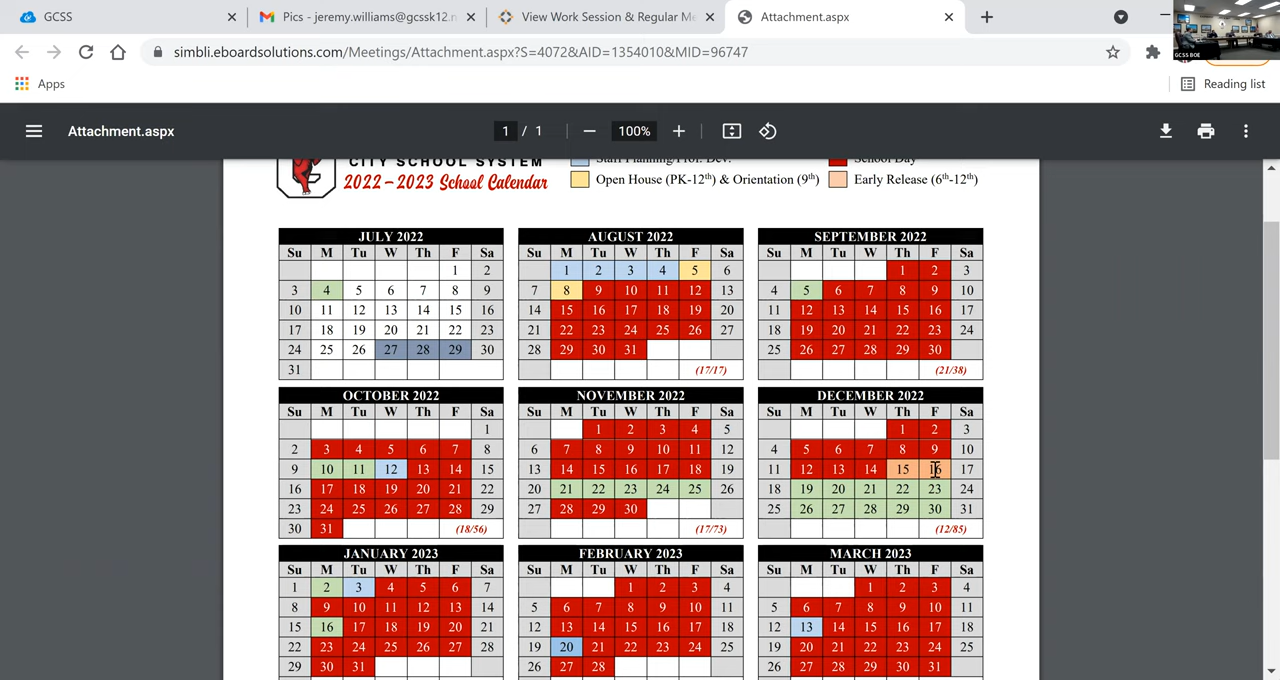 GCSS
Pics - jeremy.williams@gcssk12.n
View Work Session & Regular Me
Attachment.aspx
simbli.eboardsolutions.com/Meetings/Attachment.aspx?S=4072&AID=1354010&MID=96747
GCSS BOE
Apps
Reading list
Attachment.aspx
1 / 1
100%
CITY SCHOOL SYSTEM
Staff Planning/Prof. Dev.
School Day
2022–2023 School Calendar
Open House (PK-12th) & Orientation (9th)
Early Release (6th-12th)
JULY 2022
Su M Tu W Th F Sa
1 2
3 4 5 6 7 8 9
10 11 12 13 14 15 16
17 18 19 20 21 22 23
24 25 26 27 28 29 30
31
AUGUST 2022
Su M Tu W Th F Sa
1 2 3 4 5 6
7 8 9 10 11 12 13
14 15 16 17 18 19 20
21 22 23 24 25 26 27
28 29 30 31
(17/17)
SEPTEMBER 2022
Su M Tu W Th F Sa
1 2 3
4 5 6 7 8 9 10
11 12 13 14 15 16 17
18 19 20 21 22 23 24
25 26 27 28 29 30
(21/38)
OCTOBER 2022
Su M Tu W Th F Sa
1
2 3 4 5 6 7 8
9 10 11 12 13 14 15
16 17 18 19 20 21 22
23 24 25 26 27 28 29
30 31
(18/56)
NOVEMBER 2022
Su M Tu W Th F Sa
1 2 3 4 5
6 7 8 9 10 11 12
13 14 15 16 17 18 19
20 21 22 23 24 25 26
27 28 29 30
(17/73)
DECEMBER 2022
Su M Tu W Th F Sa
1 2 3
4 5 6 7 8 9 10
11 12 13 14 15 16 17
18 19 20 21 22 23 24
25 26 27 28 29 30 31
(12/85)
JANUARY 2023
Su M Tu W Th F Sa
1 2 3 4 5 6 7
8 9 10 11 12 13 14
15 16 17 18 19 20 21
22 23 24 25 26 27 28
29 30 31
FEBRUARY 2023
Su M Tu W Th F Sa
1 2 3 4
5 6 7 8 9 10 11
12 13 14 15 16 17 18
19 20 21 22 23 24 25
26 27 28
MARCH 2023
Su M Tu W Th F Sa
1 2 3 4
5 6 7 8 9 10 11
12 13 14 15 16 17 18
19 20 21 22 23 24 25
26 27 28 29 30 31